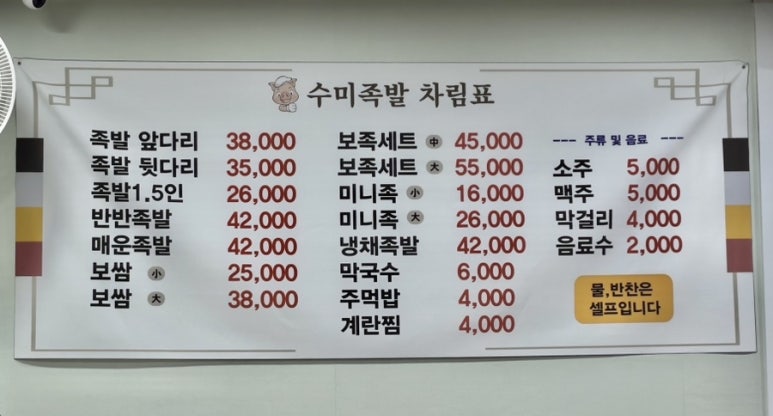 수미족발 차림표
족발 앞다리 38,000
족발 뒷다리 35,000
족발1.5인 26,000
반반족발 42,000
매운족발 42,000
보쌈 小 25,000
보쌈 大 38,000
보족세트 中 45,000
보족세트 大 55,000
미니족 小 16,000
미니족 大 26,000
냉채족발 42,000
막국수 6,000
주먹밥 4,000
계란찜 4,000
--- 주류 및 음료 ---
소주 5,000
맥주 5,000
막걸리 4,000
음료수 2,000
물,반찬은
셀프입니다